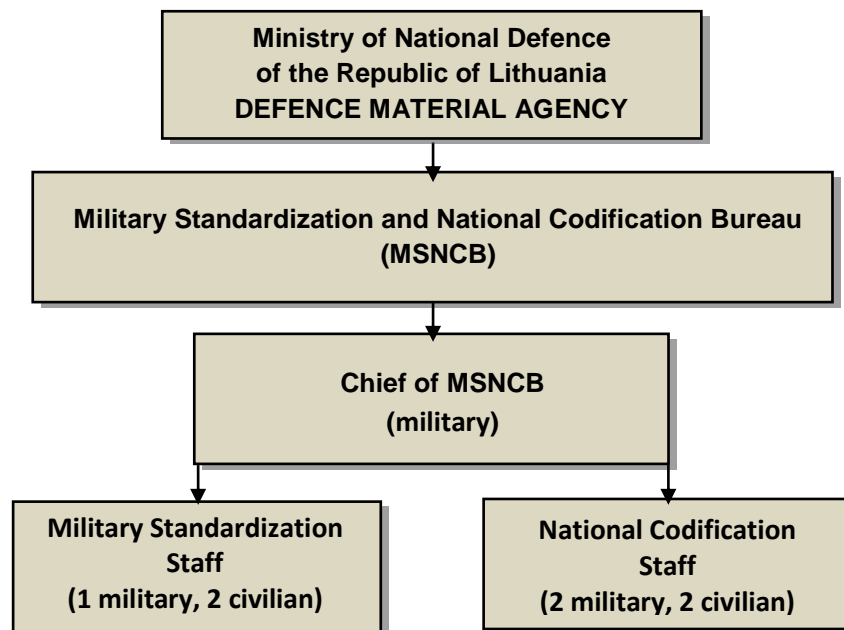 Ministry of National Defence
of the Republic of Lithuania
DEFENCE MATERIAL AGENCY
Military Standardization and National Codification Bureau
(MSNCB)
Chief of MSNCB
(military)
Military Standardization
Staff
(1 military, 2 civilian)
National Codification
Staff
(2 military, 2 civilian)